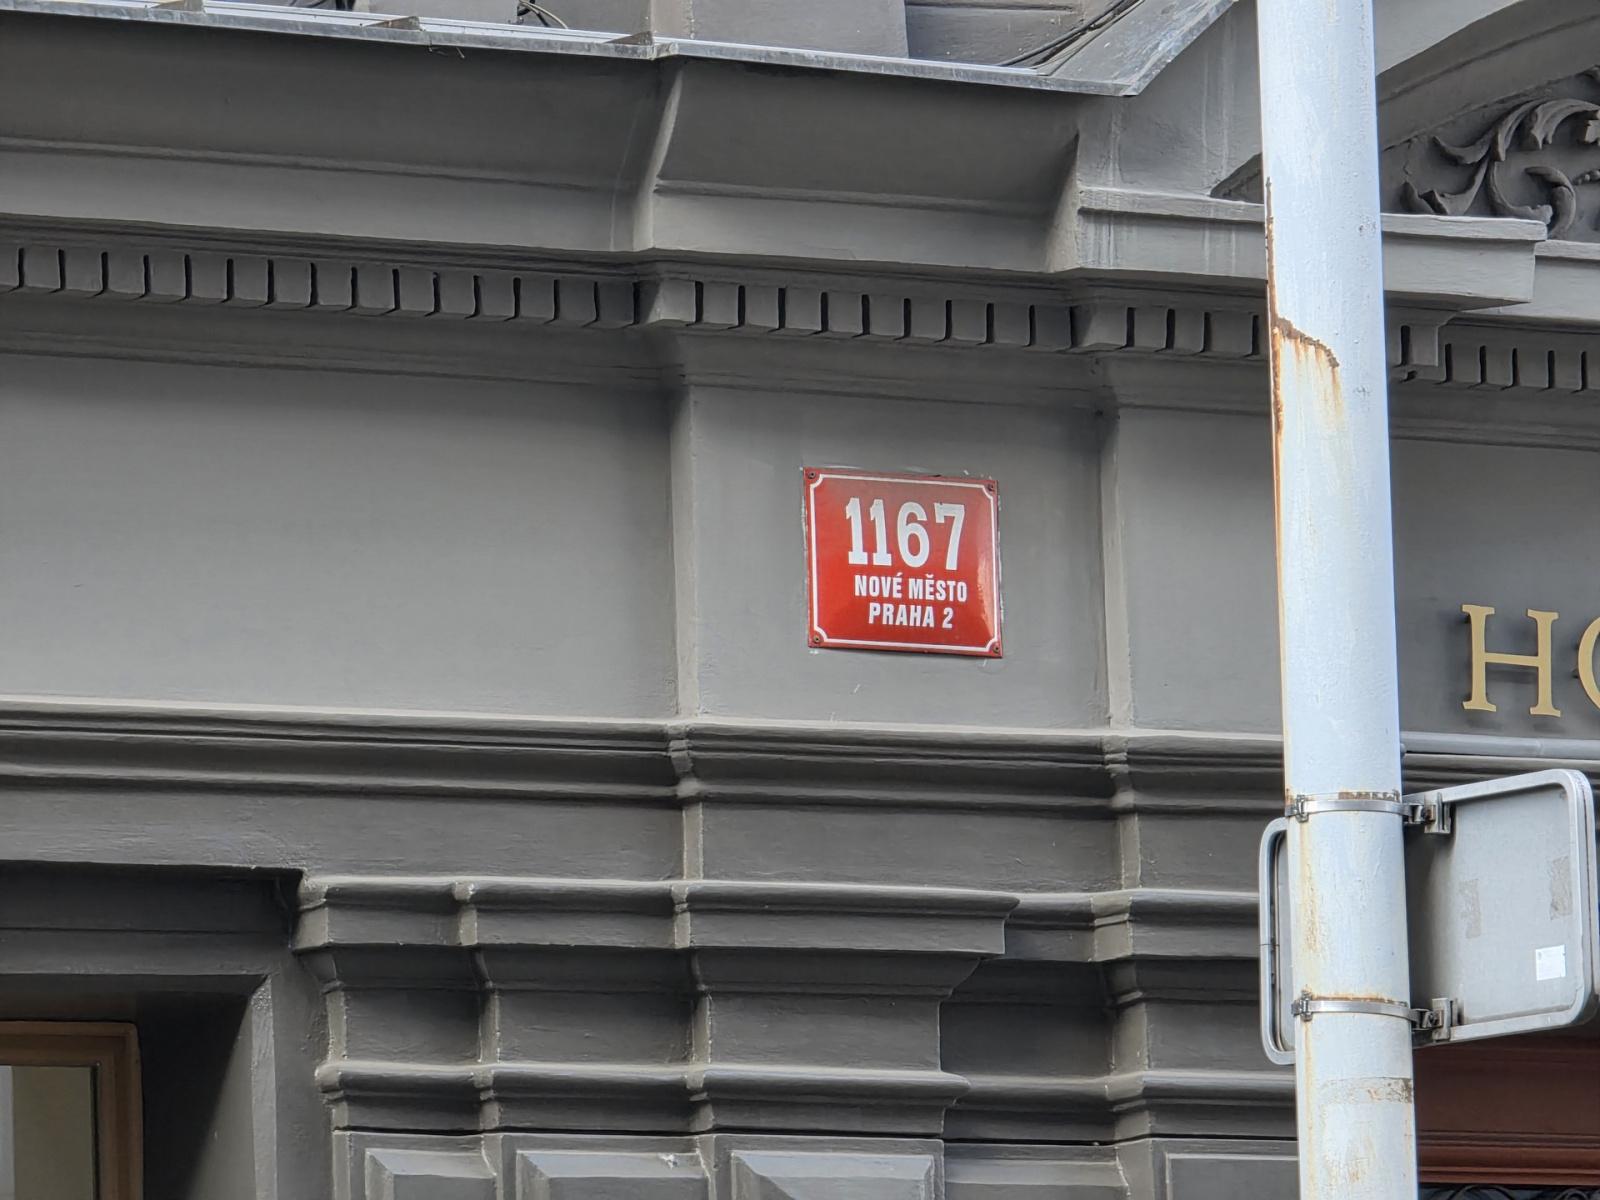 1167
NOVÉ MĚSTO
PRAHA 2